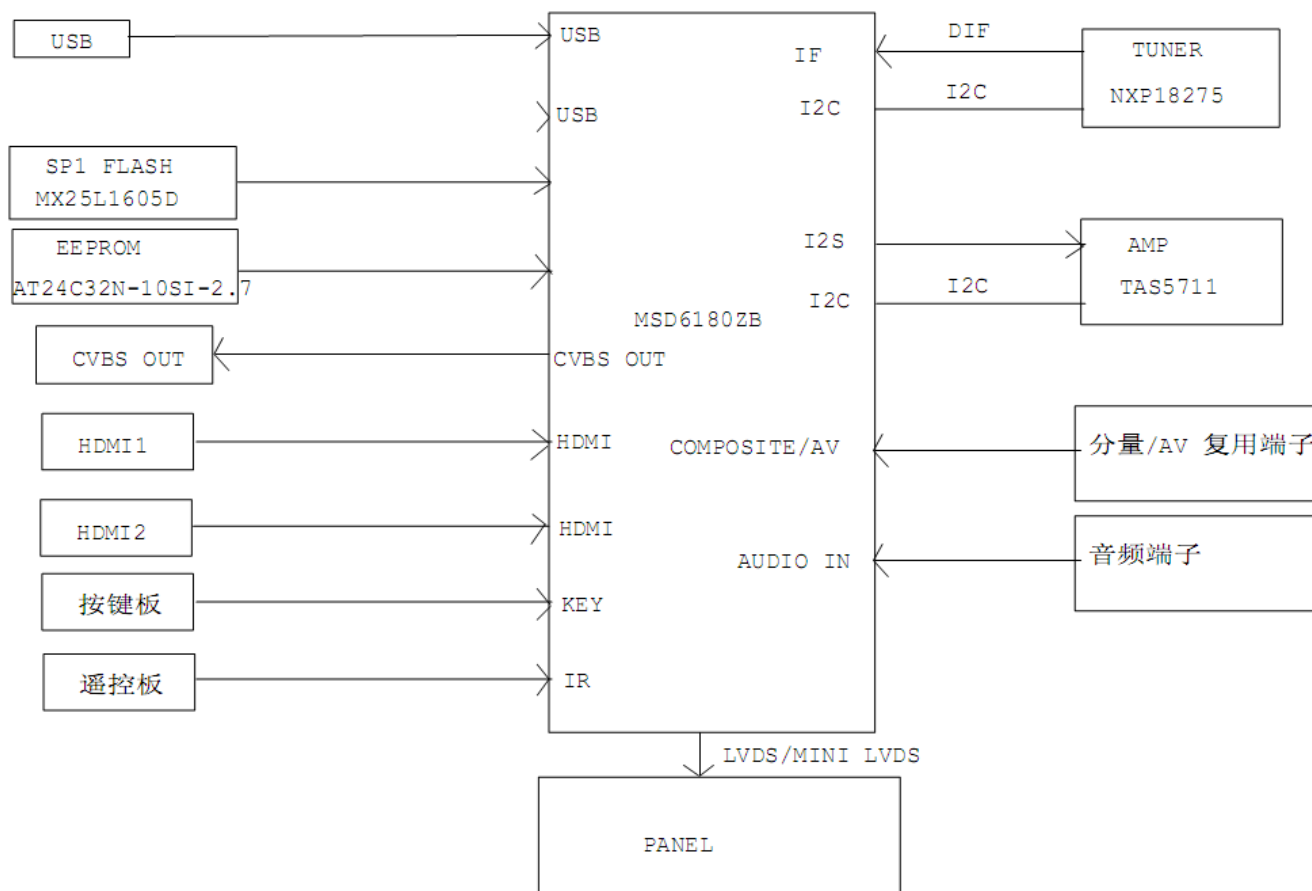 USB
SP1 FLASH
MX25L1605D
EEPROM
AT24C32N-10SI-2.7
CVBS OUT
HDMI1
HDMI2
按键板
遥控板
USB
USB
CVBS OUT
HDMI
HDMI
KEY
IR
MSD6180ZB
IF
I2C
I2S
I2C
COMPOSITE/AV
AUDIO IN
DIF
I2C
I2C
TUNER
NXP18275
AMP
TAS5711
分量/AV 复用端子
音频端子
LVDS/MINI LVDS
PANEL